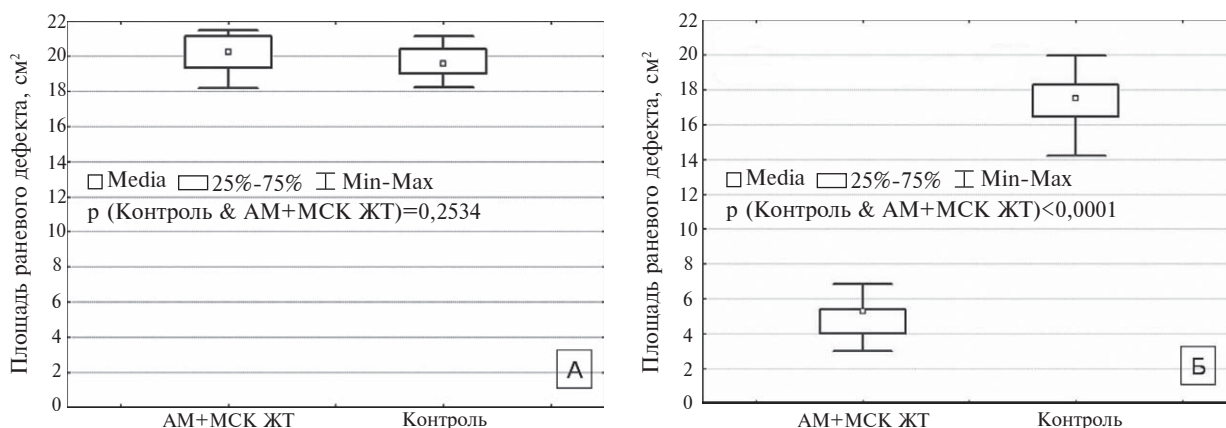 Площадь раневого дефекта, см²
22
20
18
16
14
12
10
8
6
4
2
0
Media 25%-75% Min-Max
p (Контроль & АМ+МСК ЖТ)=0,2534
А
АМ+МСК ЖТ Контроль
Площадь раневого дефекта, см²
22
20
18
16
14
12
10
8
6
4
2
0
Media 25%-75% Min-Max
p (Контроль & АМ+МСК ЖТ)<0,0001
Б
АМ+МСК ЖТ Контроль